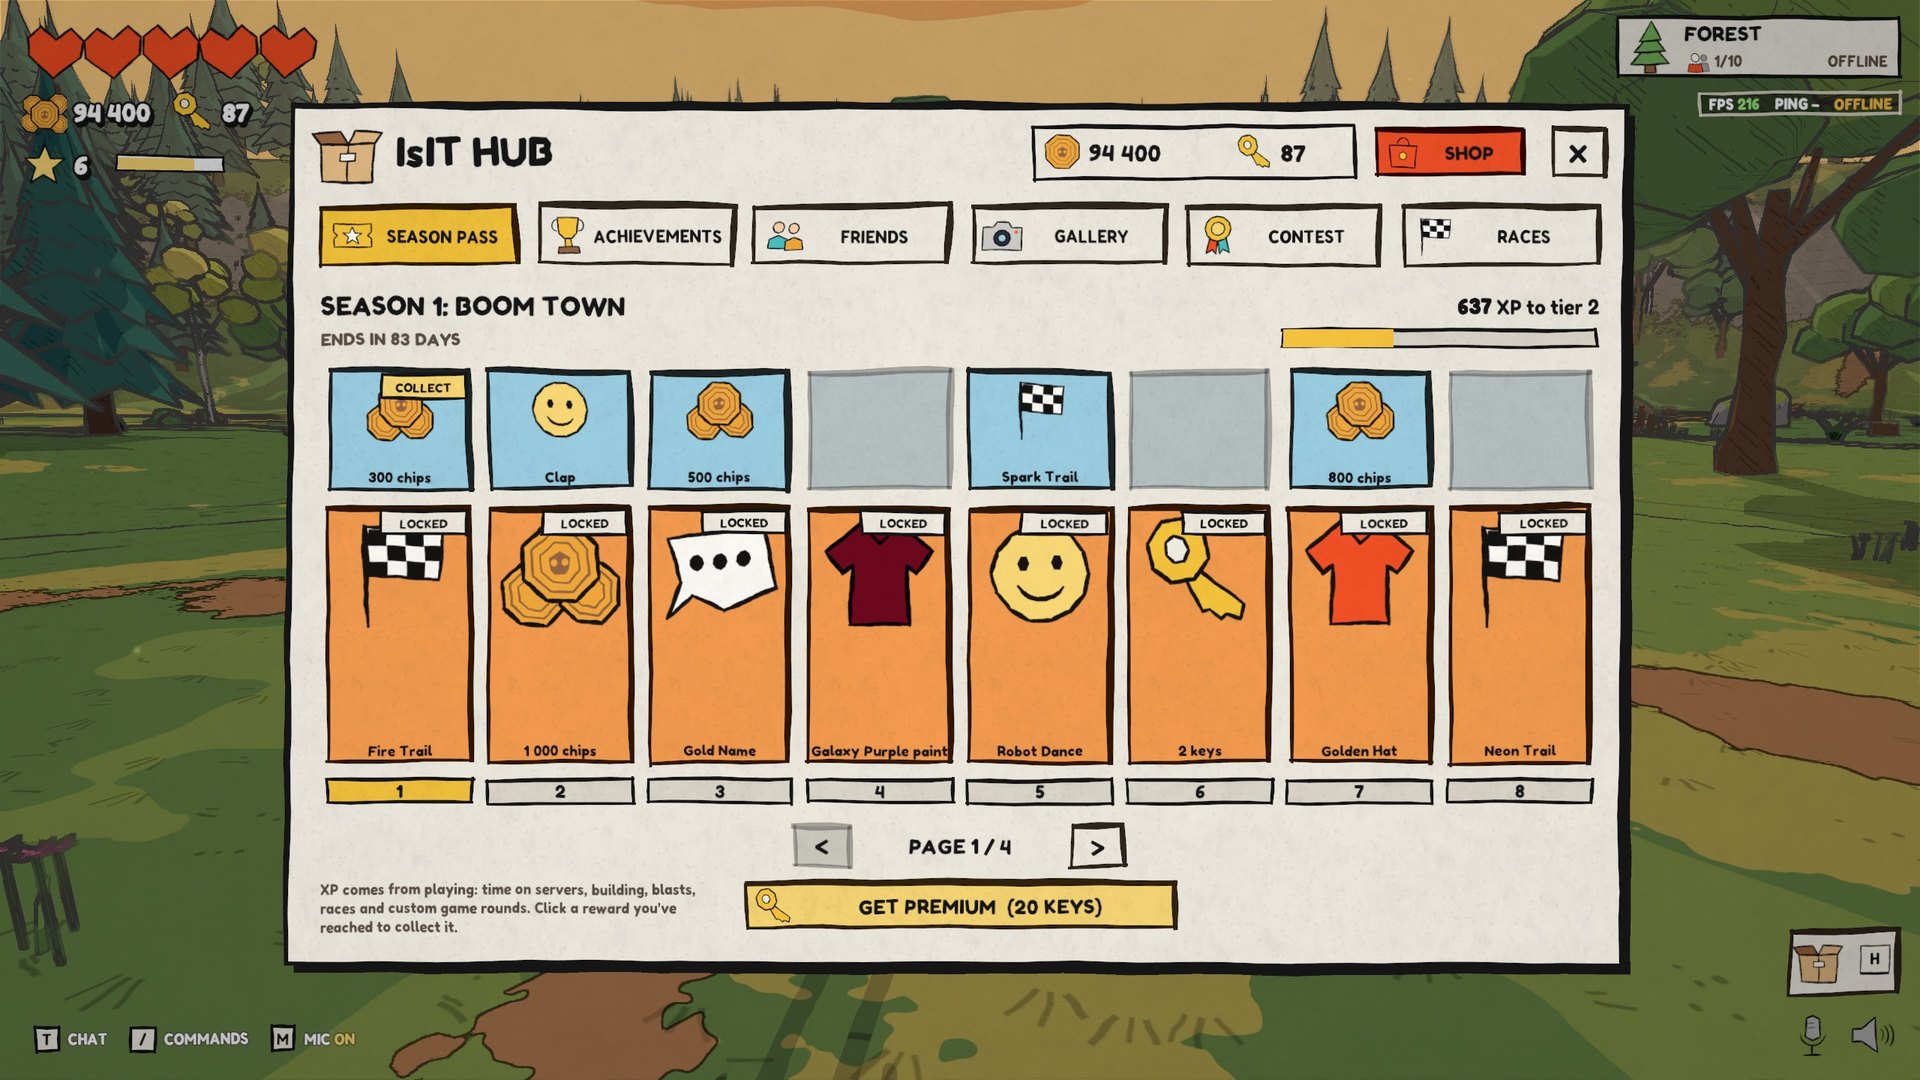 FOREST
1/10
OFFLINE
FPS 216 PING – OFFLINE
94 400
87
6
IsIT HUB
94 400
87
SHOP
X
SEASON PASS
ACHIEVEMENTS
FRIENDS
GALLERY
CONTEST
RACES
SEASON 1: BOOM TOWN
637 XP to tier 2
ENDS IN 83 DAYS
COLLECT
300 chips
Clap
500 chips
Spark Trail
800 chips
LOCKED
LOCKED
LOCKED
LOCKED
LOCKED
LOCKED
LOCKED
LOCKED
Fire Trail
1 000 chips
Gold Name
Galaxy Purple paint
Robot Dance
2 keys
Golden Hat
Neon Trail
1
2
3
4
5
6
7
8
<
PAGE 1 / 4
>
XP comes from playing: time on servers, building, blasts,
races and custom game rounds. Click a reward you've
reached to collect it.
GET PREMIUM (20 KEYS)
H
T CHAT
/ COMMANDS
M MIC ON